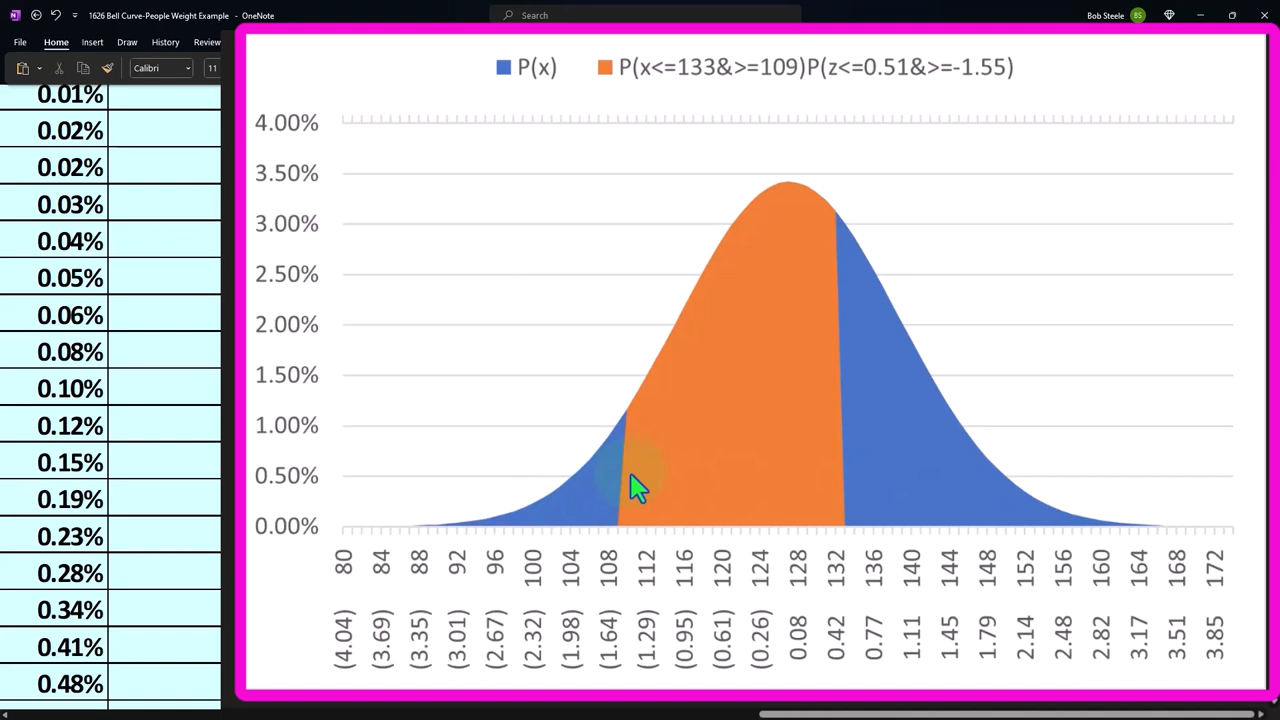 1626 Bell Curve-People Weight Example - OneNote
Search
Bob Steele
BS
File Home Insert Draw History Review
Calibri 11
0.01%
0.02%
0.02%
0.03%
0.04%
0.05%
0.06%
0.08%
0.10%
0.12%
0.15%
0.19%
0.23%
0.28%
0.34%
0.41%
0.48%
P(x) P(x<=133&>=109)P(z<=0.51&>=-1.55)
4.00%
3.50%
3.00%
2.50%
2.00%
1.50%
1.00%
0.50%
0.00%
80 84 88 92 96 100 104 108 112 116 120 124 128 132 136 140 144 148 152 156 160 164 168 172
(4.04) (3.69) (3.35) (3.01) (2.67) (2.32) (1.98) (1.64) (1.29) (0.95) (0.61) (0.26) 0.08 0.42 0.77 1.11 1.45 1.79 2.14 2.48 2.82 3.17 3.51 3.85